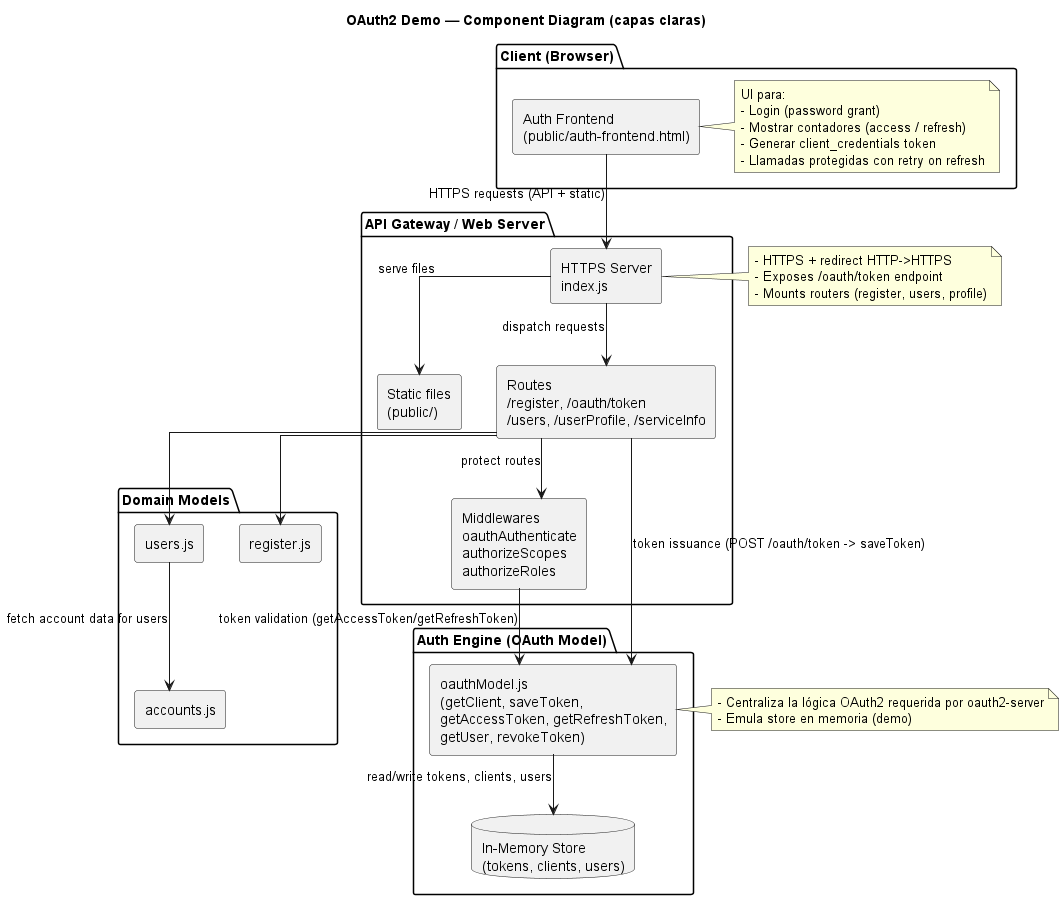 OAuth2 Demo — Component Diagram (capas claras)
Client (Browser)
Auth Frontend
(public/auth-frontend.html)
UI para:
- Login (password grant)
- Mostrar contadores (access / refresh)
- Generar client_credentials token
- Llamadas protegidas con retry on refresh
HTTPS requests (API + static)
API Gateway / Web Server
HTTPS Server
index.js
- HTTPS + redirect HTTP->HTTPS
- Exposes /oauth/token endpoint
- Mounts routers (register, users, profile)
serve files
dispatch requests
Static files
(public/)
Routes
/register, /oauth/token
/users, /userProfile, /serviceInfo
protect routes
Middlewares
oauthAuthenticate
authorizeScopes
authorizeRoles
token issuance (POST /oauth/token -> saveToken)
Domain Models
users.js
register.js
fetch account data for users
accounts.js
token validation (getAccessToken/getRefreshToken)
Auth Engine (OAuth Model)
oauthModel.js
(getClient, saveToken,
getAccessToken, getRefreshToken,
getUser, revokeToken)
- Centraliza la lógica OAuth2 requerida por oauth2-server
- Emula store en memoria (demo)
read/write tokens, clients, users
In-Memory Store
(tokens, clients, users)